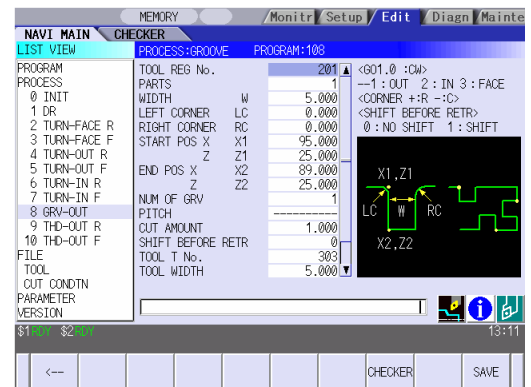 MEMORY Monitr Setup Edit Diagn Mainte
NAVI MAIN CHECKER
LIST VIEW PROCESS:GROOVE PROGRAM:108
PROGRAM
PROCESS
0 INIT
1 DR
2 TURN-FACE R
3 TURN-FACE F
4 TURN-OUT R
5 TURN-OUT F
6 TURN-IN R
7 TURN-IN F
8 GRV-OUT
9 THD-OUT R
10 THD-OUT F
FILE
TOOL
CUT CONDTN
PARAMETER
VERSION
TOOL REG No. 201
PARTS 1
WIDTH W 5.000
LEFT CORNER LC 0.000
RIGHT CORNER RC 0.000
START POS X X1 95.000
Z Z1 25.000
END POS X X2 89.000
Z Z2 25.000
NUM OF GRV 1
PITCH ----------
CUT AMOUNT 1.000
SHIFT BEFORE RETR 0
TOOL T No. 303
TOOL WIDTH 5.000
<G01.0 :CW>
--1:OUT 2:IN 3:FACE
<CORNER +:R -:C>
<SHIFT BEFORE RETR>
0:NO SHIFT 1:SHIFT
X1,Z1
LC W RC
X2,Z2
$1 RDY $2 RDY 13:11
<-- CHECKER SAVE